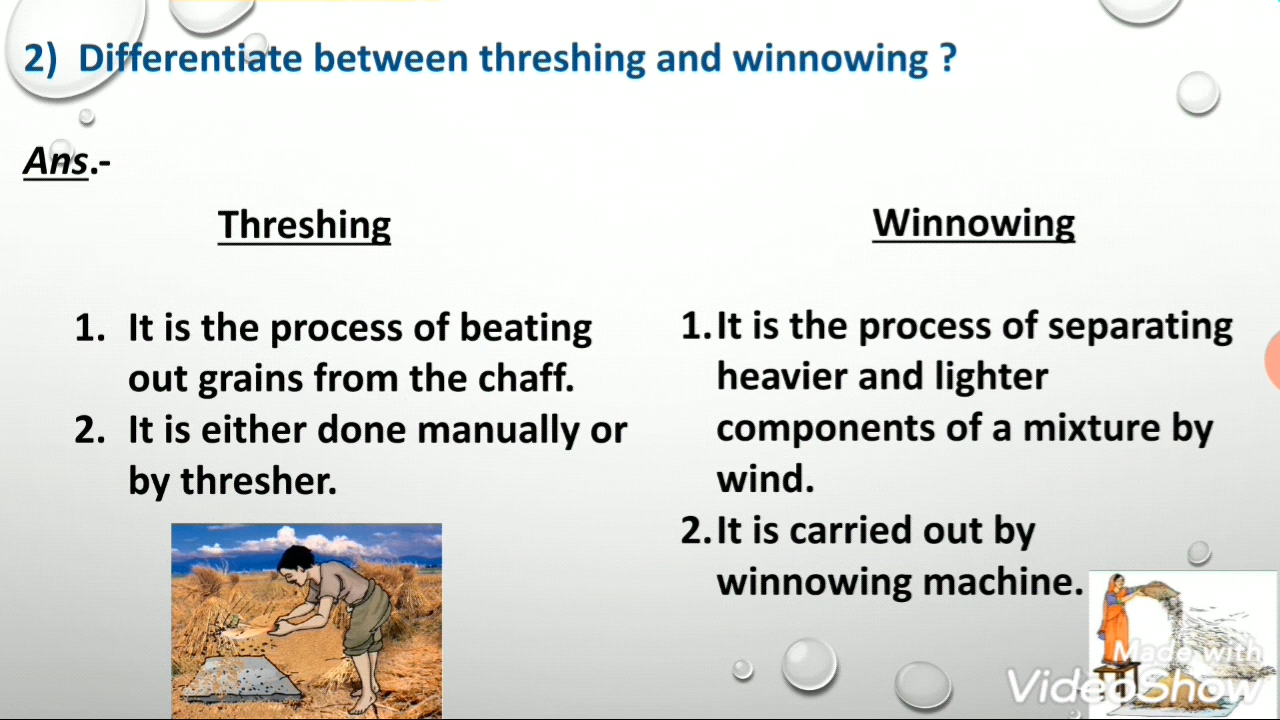 2) Differentiate between threshing and winnowing ?
Ans.-
Threshing
1. It is the process of beating
out grains from the chaff.
2. It is either done manually or
by thresher.
Winnowing
1. It is the process of separating
heavier and lighter
components of a mixture by
wind.
2. It is carried out by
winnowing machine.
Made with
VideoShow